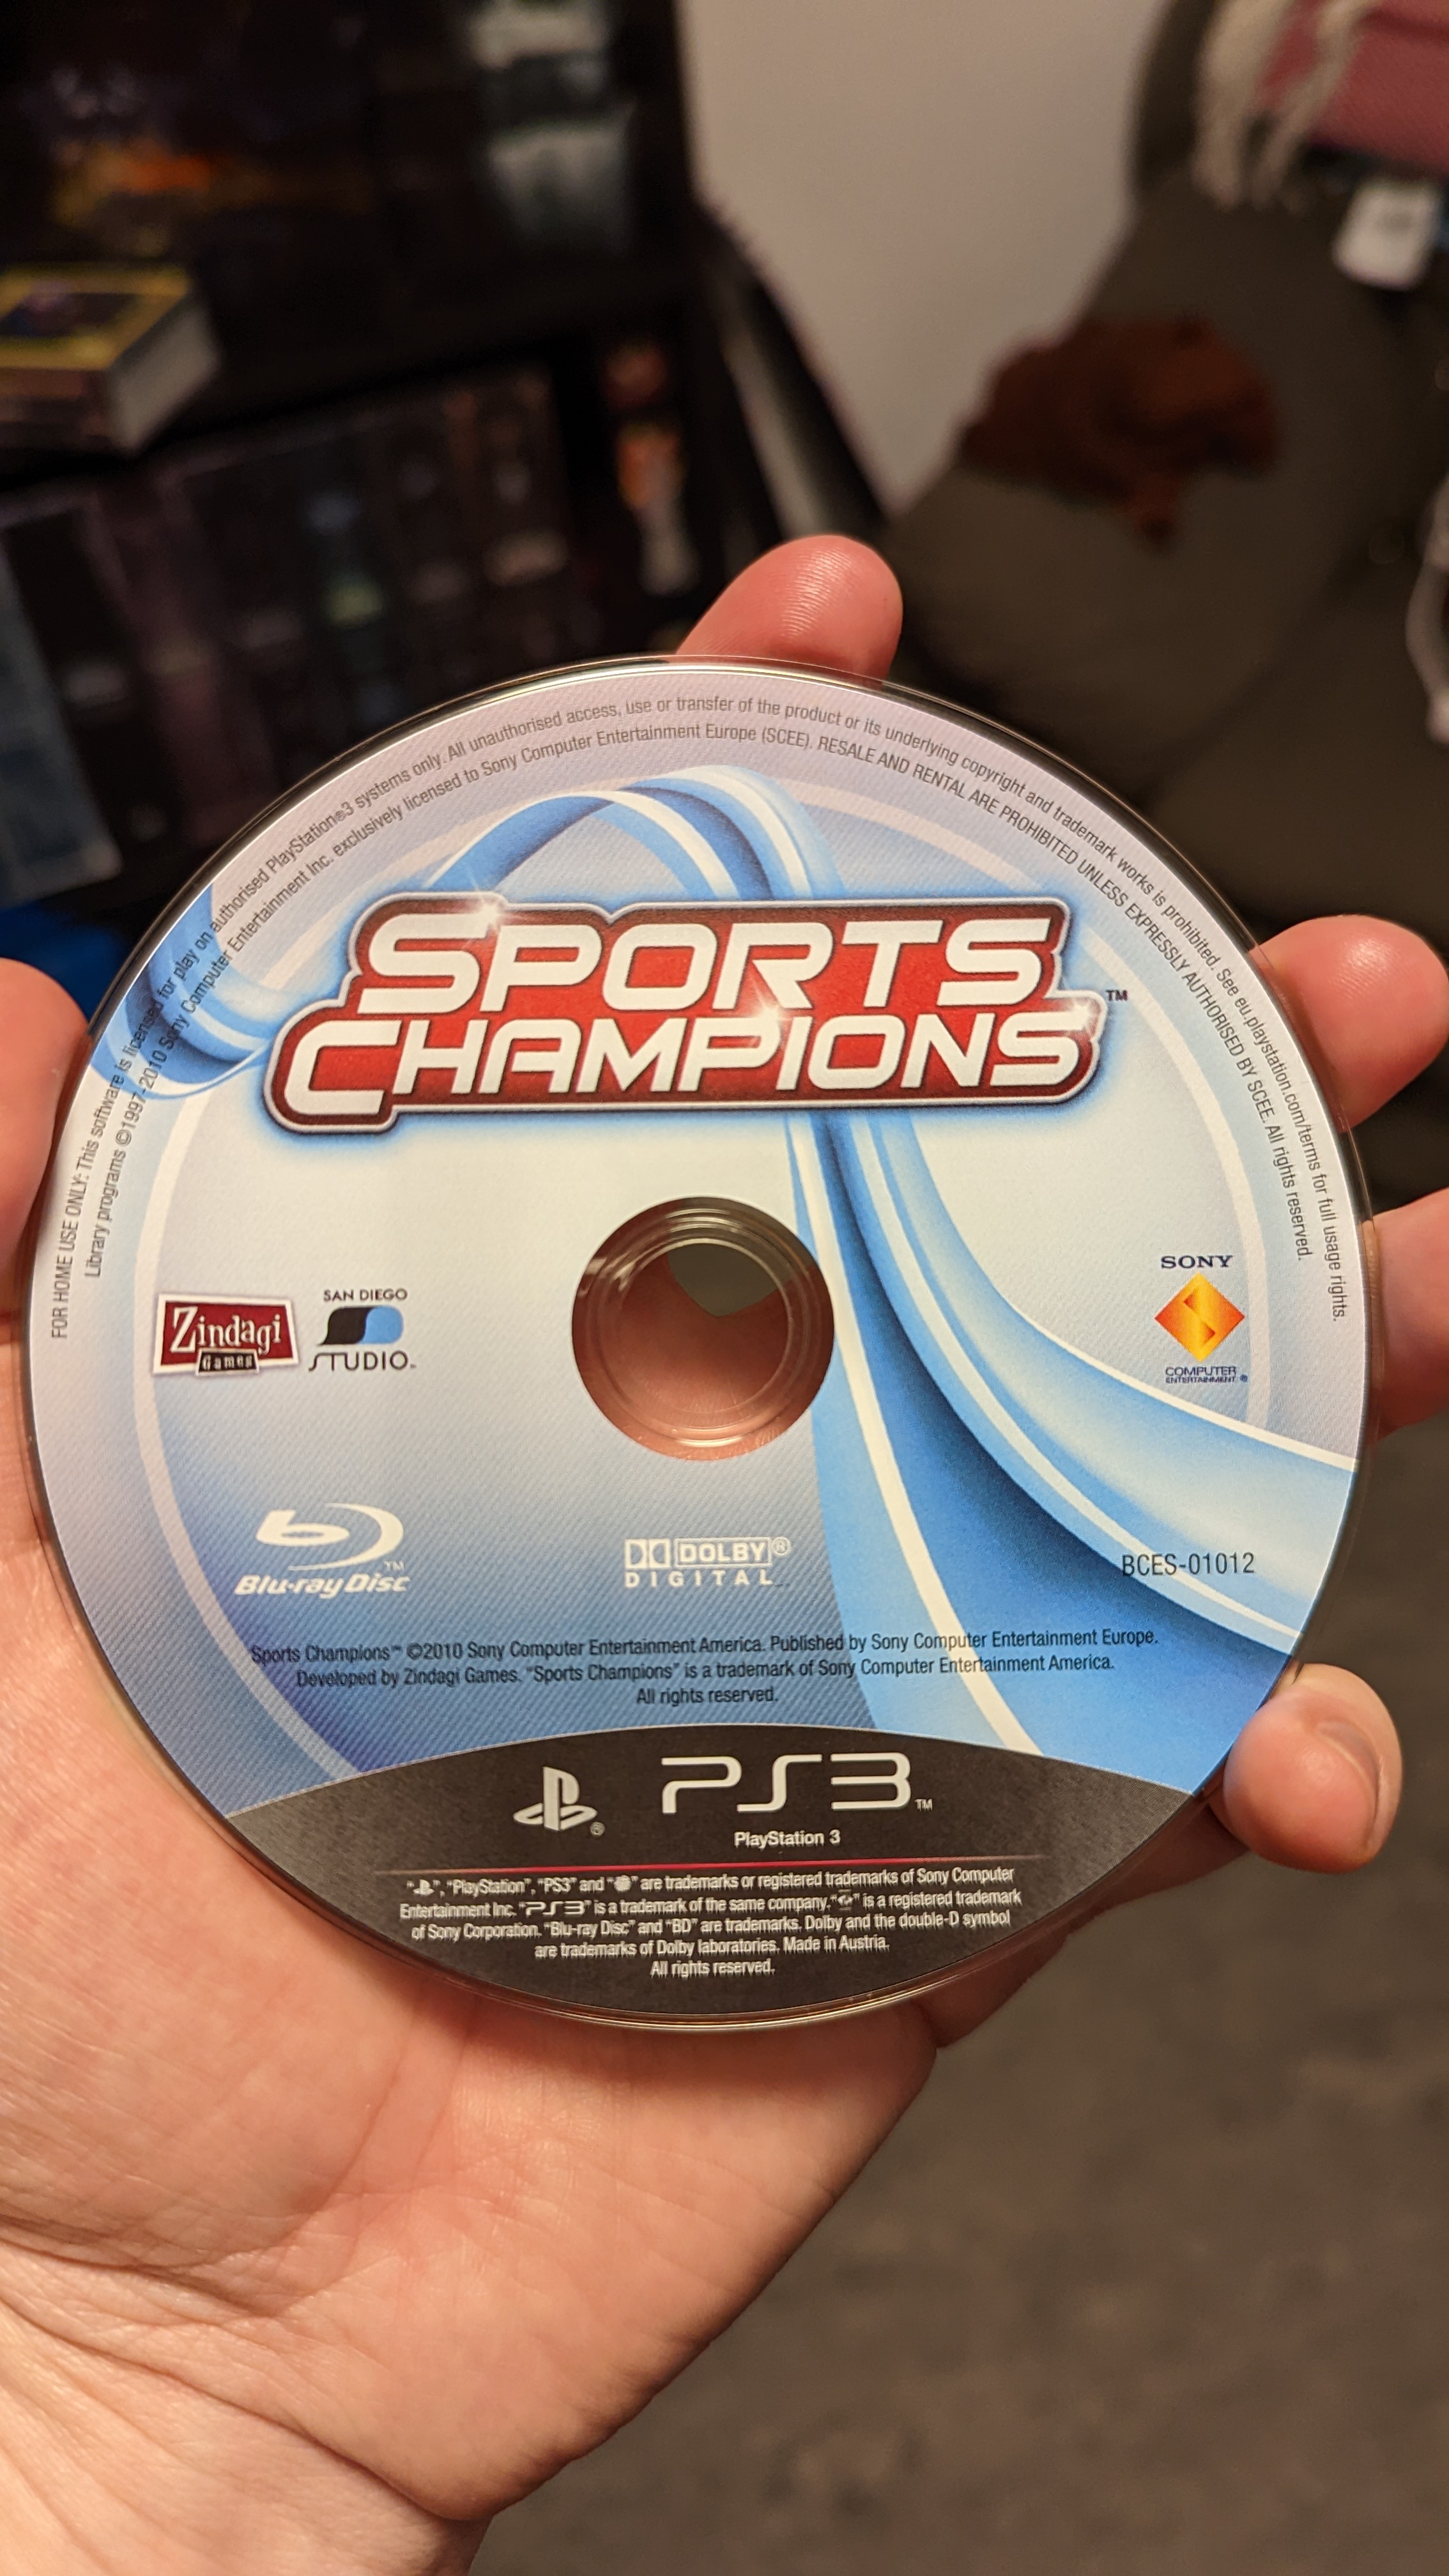 FOR HOME USE ONLY: This software is licensed for play on authorised PlayStation®3 systems only. All unauthorised access, use or transfer of the product or its underlying copyright and trademark works is prohibited. See eu.playstation.com/terms for full usage rights.
Library programs ©1997-2010 Sony Computer Entertainment Inc. exclusively licensed to Sony Computer Entertainment Europe (SCEE). RESALE AND RENTAL ARE PROHIBITED UNLESS EXPRESSLY AUTHORISED BY SCEE. All rights reserved.
SPORTS
CHAMPIONS™
Zindagi
Games
SAN DIEGO
STUDIO™
SONY
COMPUTER
ENTERTAINMENT®
Blu-ray Disc™
DOLBY®
DIGITAL
BCES-01012
Sports Champions™ ©2010 Sony Computer Entertainment America. Published by Sony Computer Entertainment Europe.
Developed by Zindagi Games. "Sports Champions" is a trademark of Sony Computer Entertainment America.
All rights reserved.
® PS3™
PlayStation 3
" ", "PlayStation", "PS3" and " " are trademarks or registered trademarks of Sony Computer
Entertainment Inc. "PS3" is a trademark of the same company. " " is a registered trademark
of Sony Corporation. "Blu-ray Disc" and "BD" are trademarks. Dolby and the double-D symbol
are trademarks of Dolby laboratories. Made in Austria.
All rights reserved.